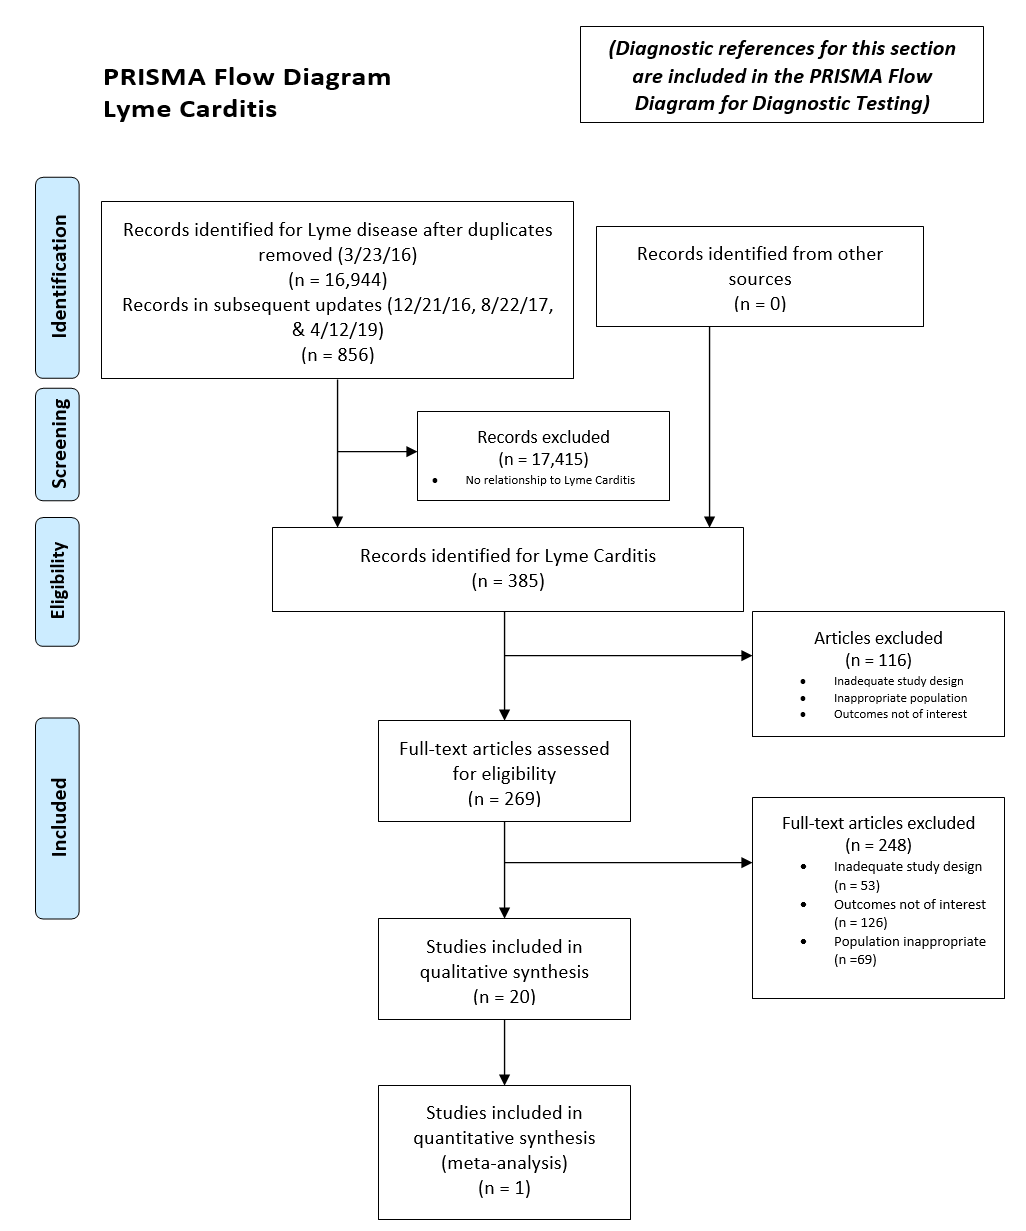 PRISMA Flow Diagram
Lyme Carditis
(Diagnostic references for this section
are included in the PRISMA Flow
Diagram for Diagnostic Testing)
Identification
Records identified for Lyme disease after duplicates
removed (3/23/16)
(n = 16,944)
Records in subsequent updates (12/21/16, 8/22/17,
& 4/12/19)
(n = 856)
Records identified from other
sources
(n = 0)
Screening
Records excluded
(n = 17,415)
• No relationship to Lyme Carditis
Eligibility
Records identified for Lyme Carditis
(n = 385)
Articles excluded
(n = 116)
• Inadequate study design
• Inappropriate population
• Outcomes not of interest
Included
Full-text articles assessed
for eligibility
(n = 269)
Full-text articles excluded
(n = 248)
• Inadequate study design
(n = 53)
• Outcomes not of interest
(n = 126)
• Population inappropriate
(n =69)
Studies included in
qualitative synthesis
(n = 20)
Studies included in
quantitative synthesis
(meta-analysis)
(n = 1)